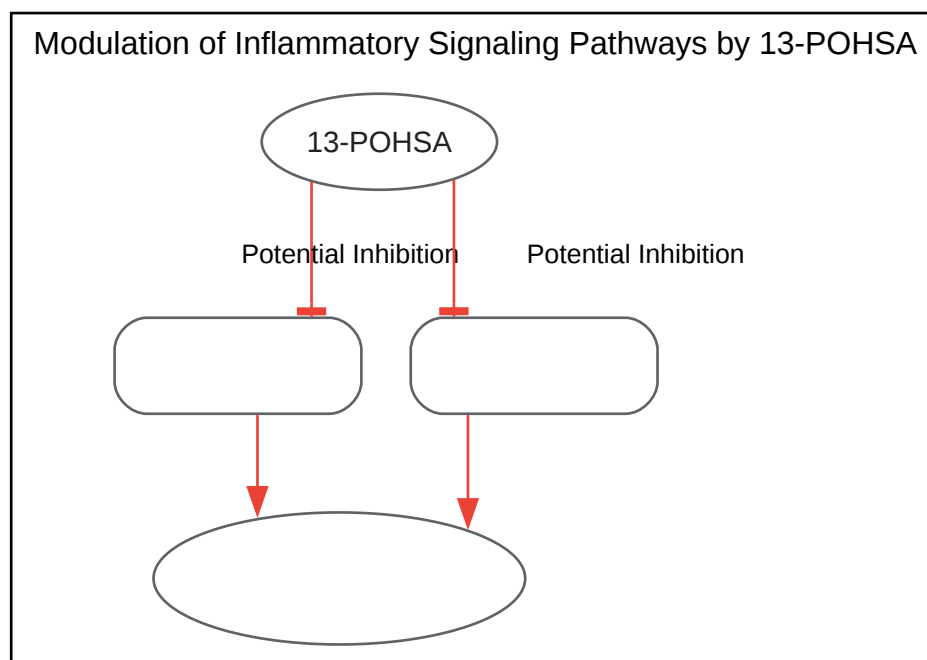 Modulation of Inflammatory Signaling Pathways by 13-POHSA
13-POHSA
Potential Inhibition
Potential Inhibition